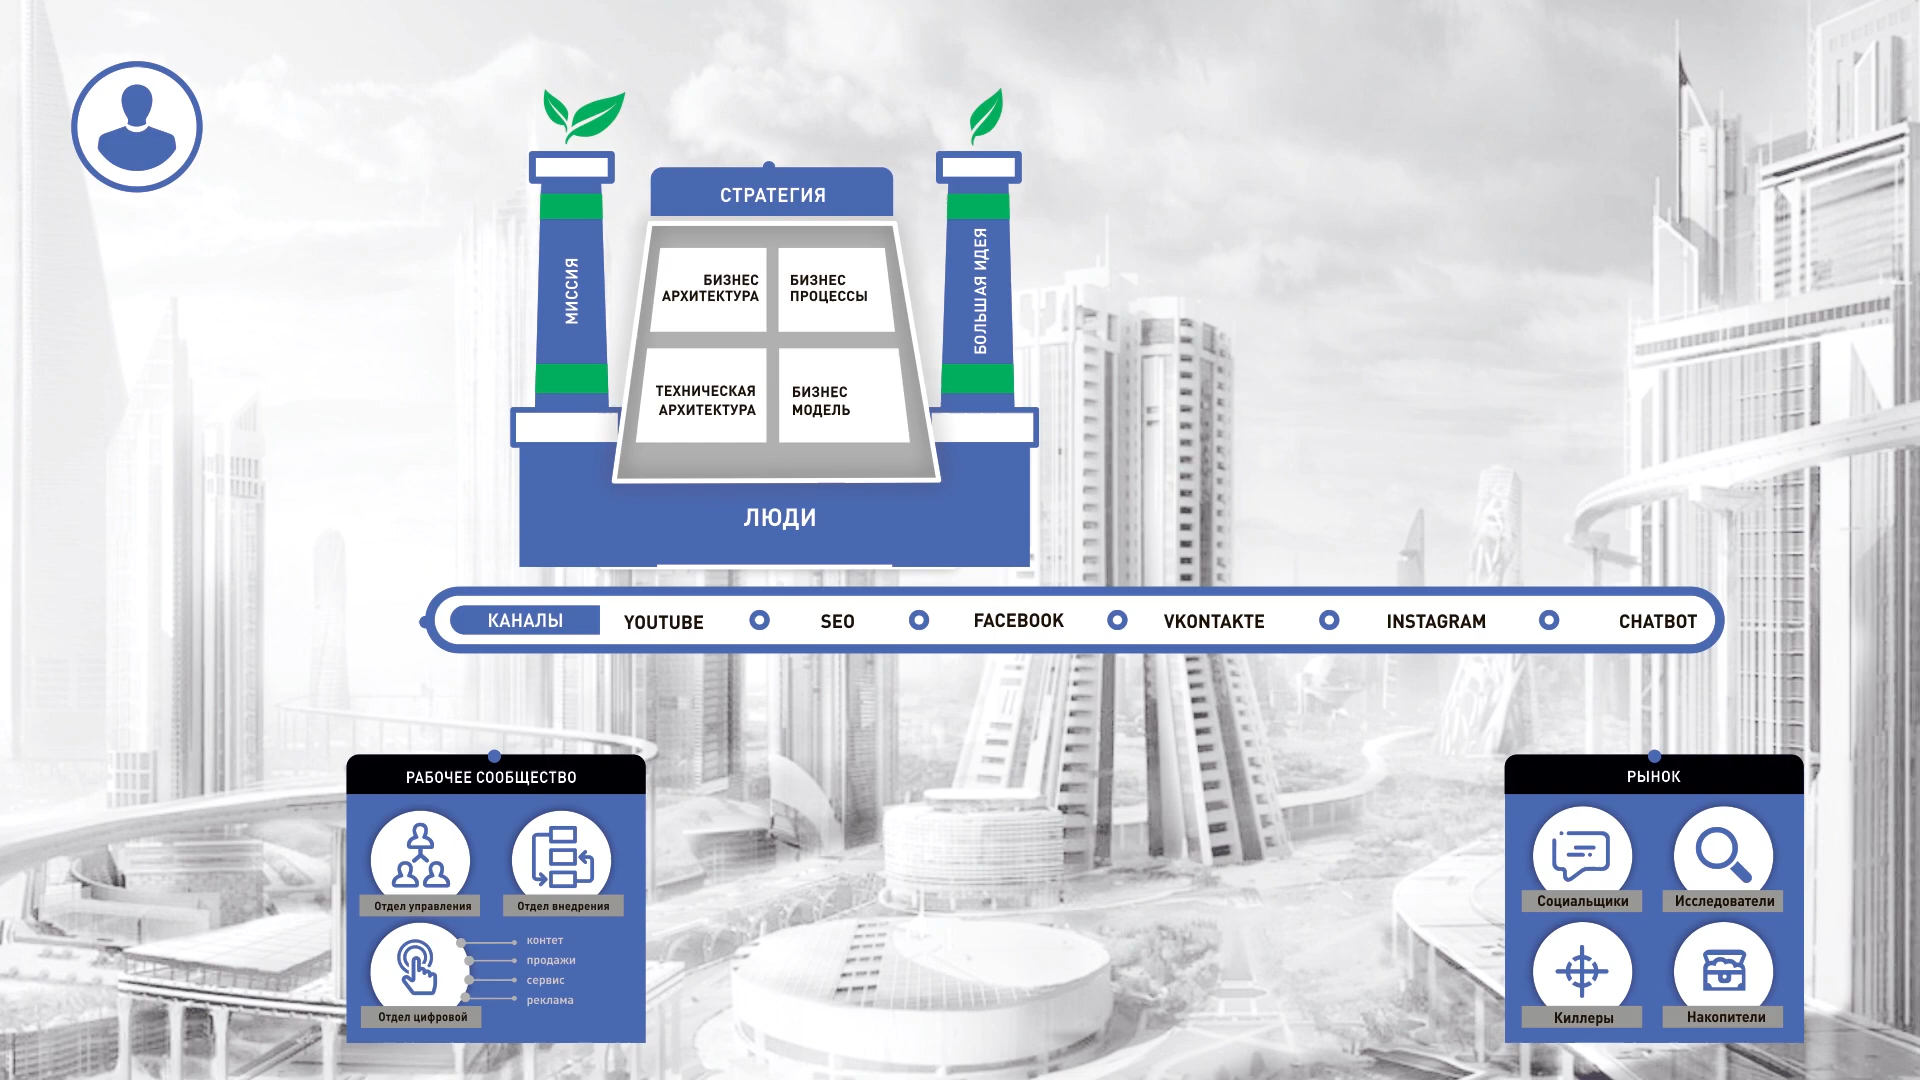 СТРАТЕГИЯ
МИССИЯ
БОЛЬШАЯ ИДЕЯ
БИЗНЕС
АРХИТЕКТУРА
БИЗНЕС
ПРОЦЕССЫ
ТЕХНИЧЕСКАЯ
АРХИТЕКТУРА
БИЗНЕС
МОДЕЛЬ
ЛЮДИ
КАНАЛЫ YOUTUBE SEO FACEBOOK VKONTAKTE INSTAGRAM CHATBOT
РАБОЧЕЕ СООБЩЕСТВО
Отдел управления
Отдел внедрения
контет
продажи
сервис
реклама
Отдел цифровой
РЫНОК
Социальщики
Исследователи
Киллеры
Накопители